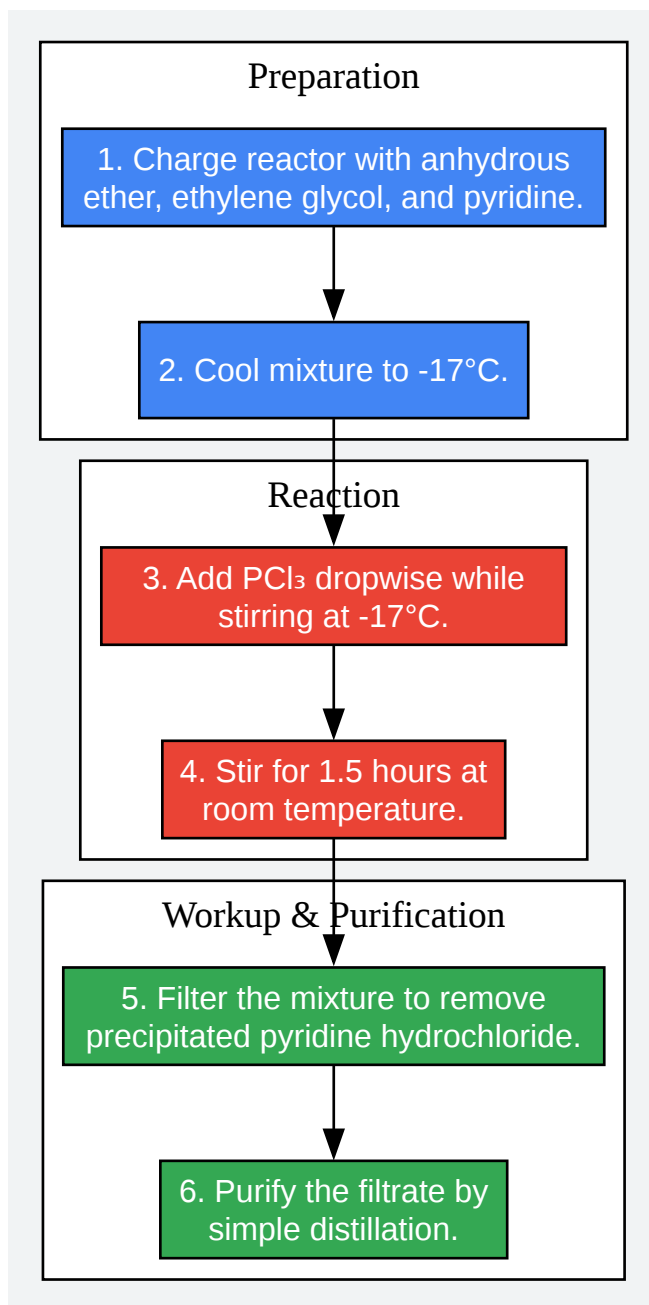 Preparation
1. Charge reactor with anhydrous
ether, ethylene glycol, and pyridine.
2. Cool mixture to -17°C.
Reaction
3. Add PCl₃ dropwise while
stirring at -17°C.
4. Stir for 1.5 hours at
room temperature.
Workup & Purification
5. Filter the mixture to remove
precipitated pyridine hydrochloride.
6. Purify the filtrate by
simple distillation.